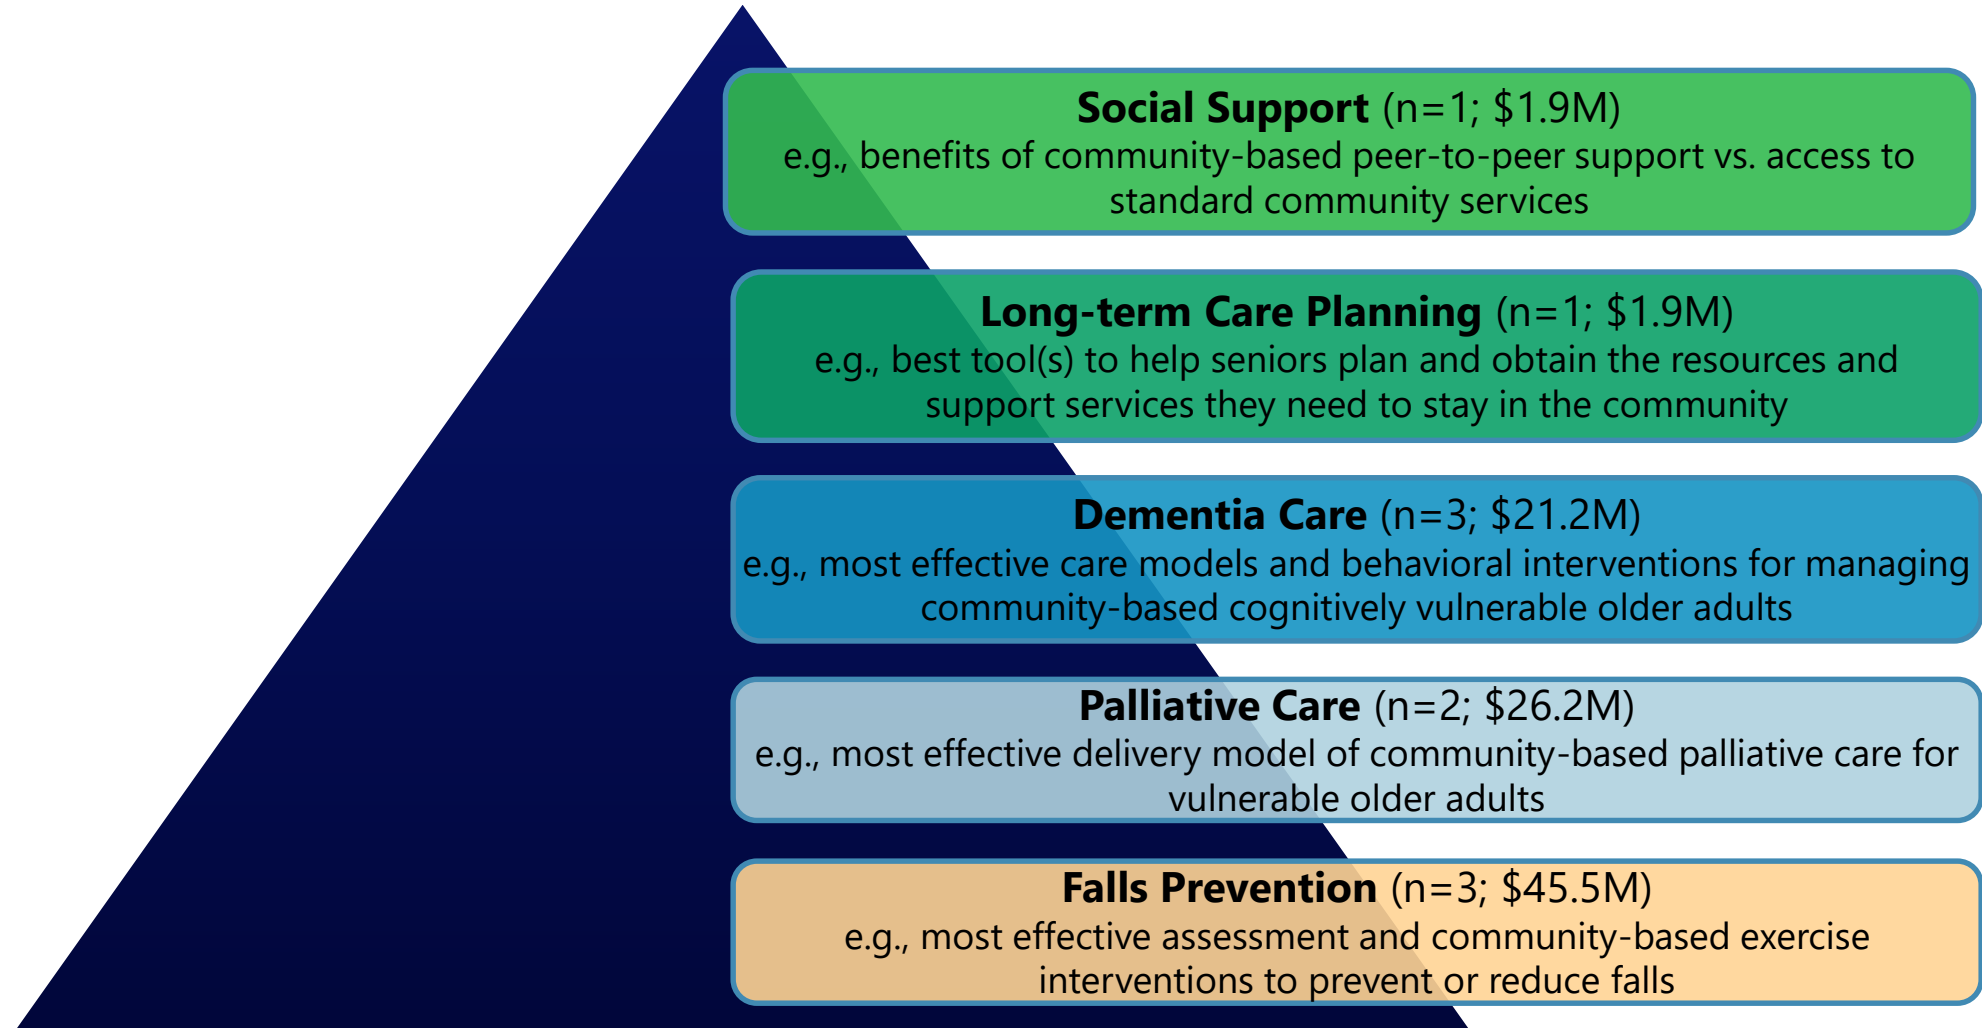 Social Support (n=1; $1.9M)
e.g., benefits of community-based peer-to-peer support vs. access to
standard community services
Long-term Care Planning (n=1; $1.9M)
e.g., best tool(s) to help seniors plan and obtain the resources and
support services they need to stay in the community
Dementia Care (n=3; $21.2M)
e.g., most effective care models and behavioral interventions for managing
community-based cognitively vulnerable older adults
Palliative Care (n=2; $26.2M)
e.g., most effective delivery model of community-based palliative care for
vulnerable older adults
Falls Prevention (n=3; $45.5M)
e.g., most effective assessment and community-based exercise
interventions to prevent or reduce falls